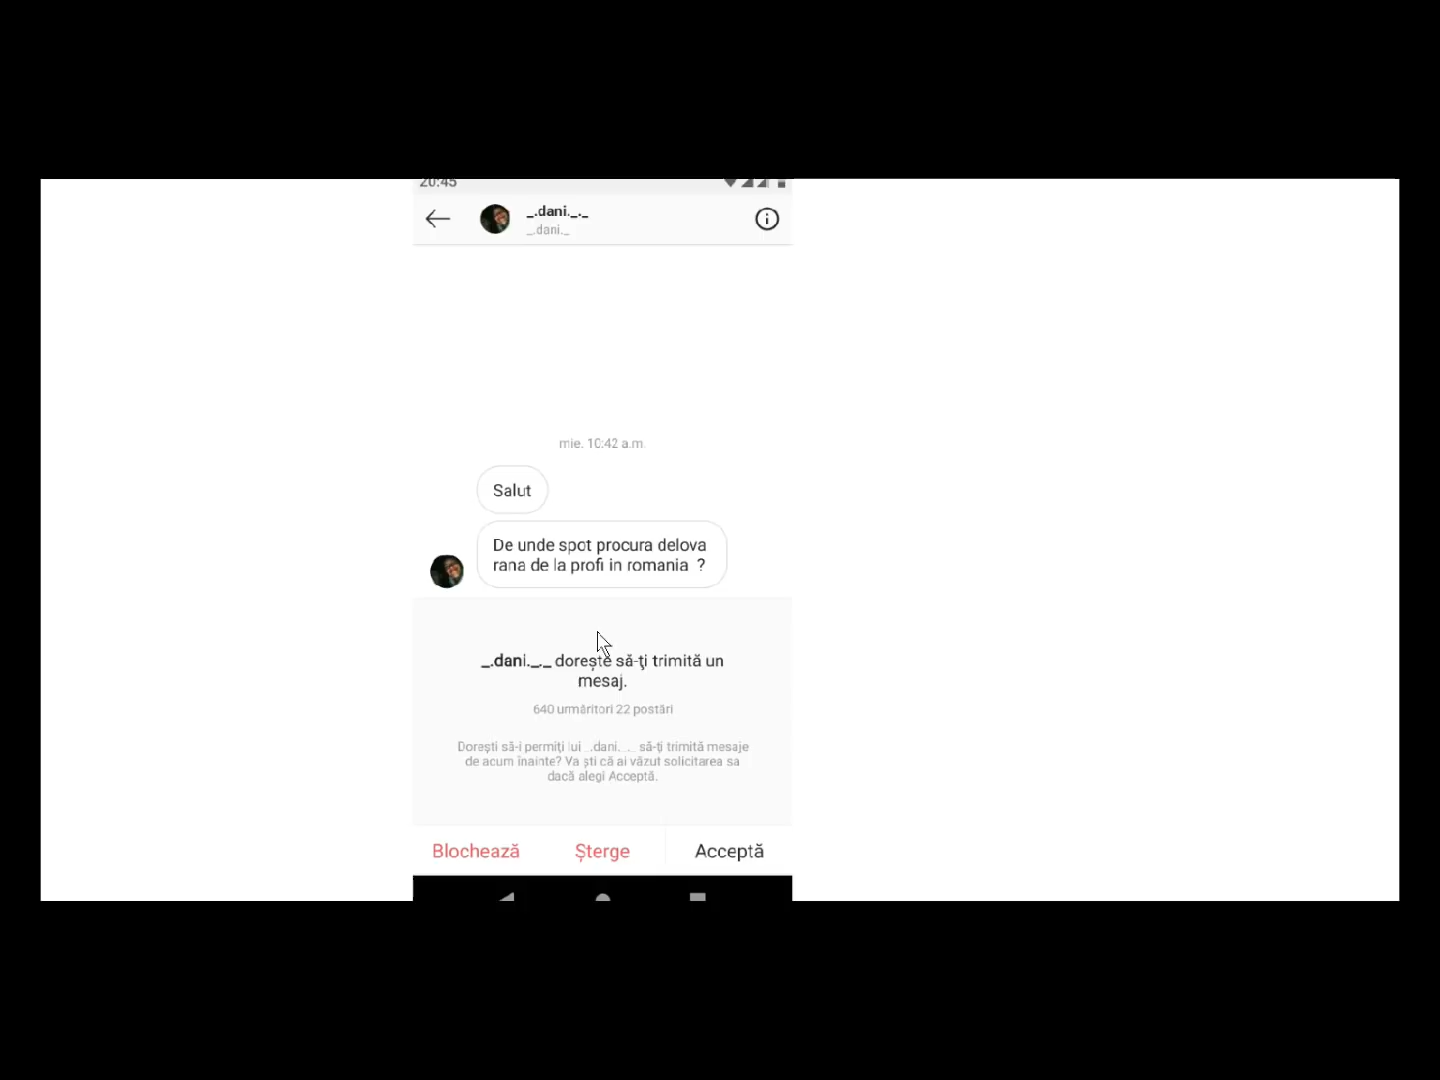 20:45
_.dani._._
_.dani._
mie. 10:42 a.m.
Salut
De unde spot procura delova
rana de la profi in romania ?
_.dani._._ dorește să-ți trimită un
mesaj.
640 urmăritori 22 postări
Dorești să-i permiți lui _.dani._._ să-ți trimită mesaje
de acum înainte? Va ști că ai văzut solicitarea sa
dacă alegi Acceptă.
Blochează
Șterge
Acceptă